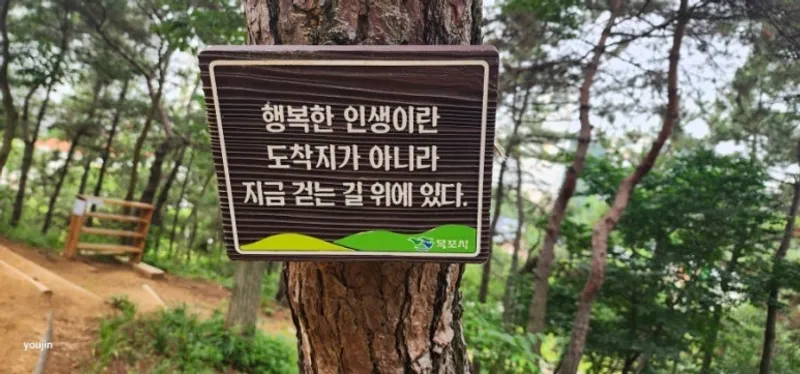 행복한 인생이란
도착지가 아니라
지금 걷는 길 위에 있다.
목포시
youjin